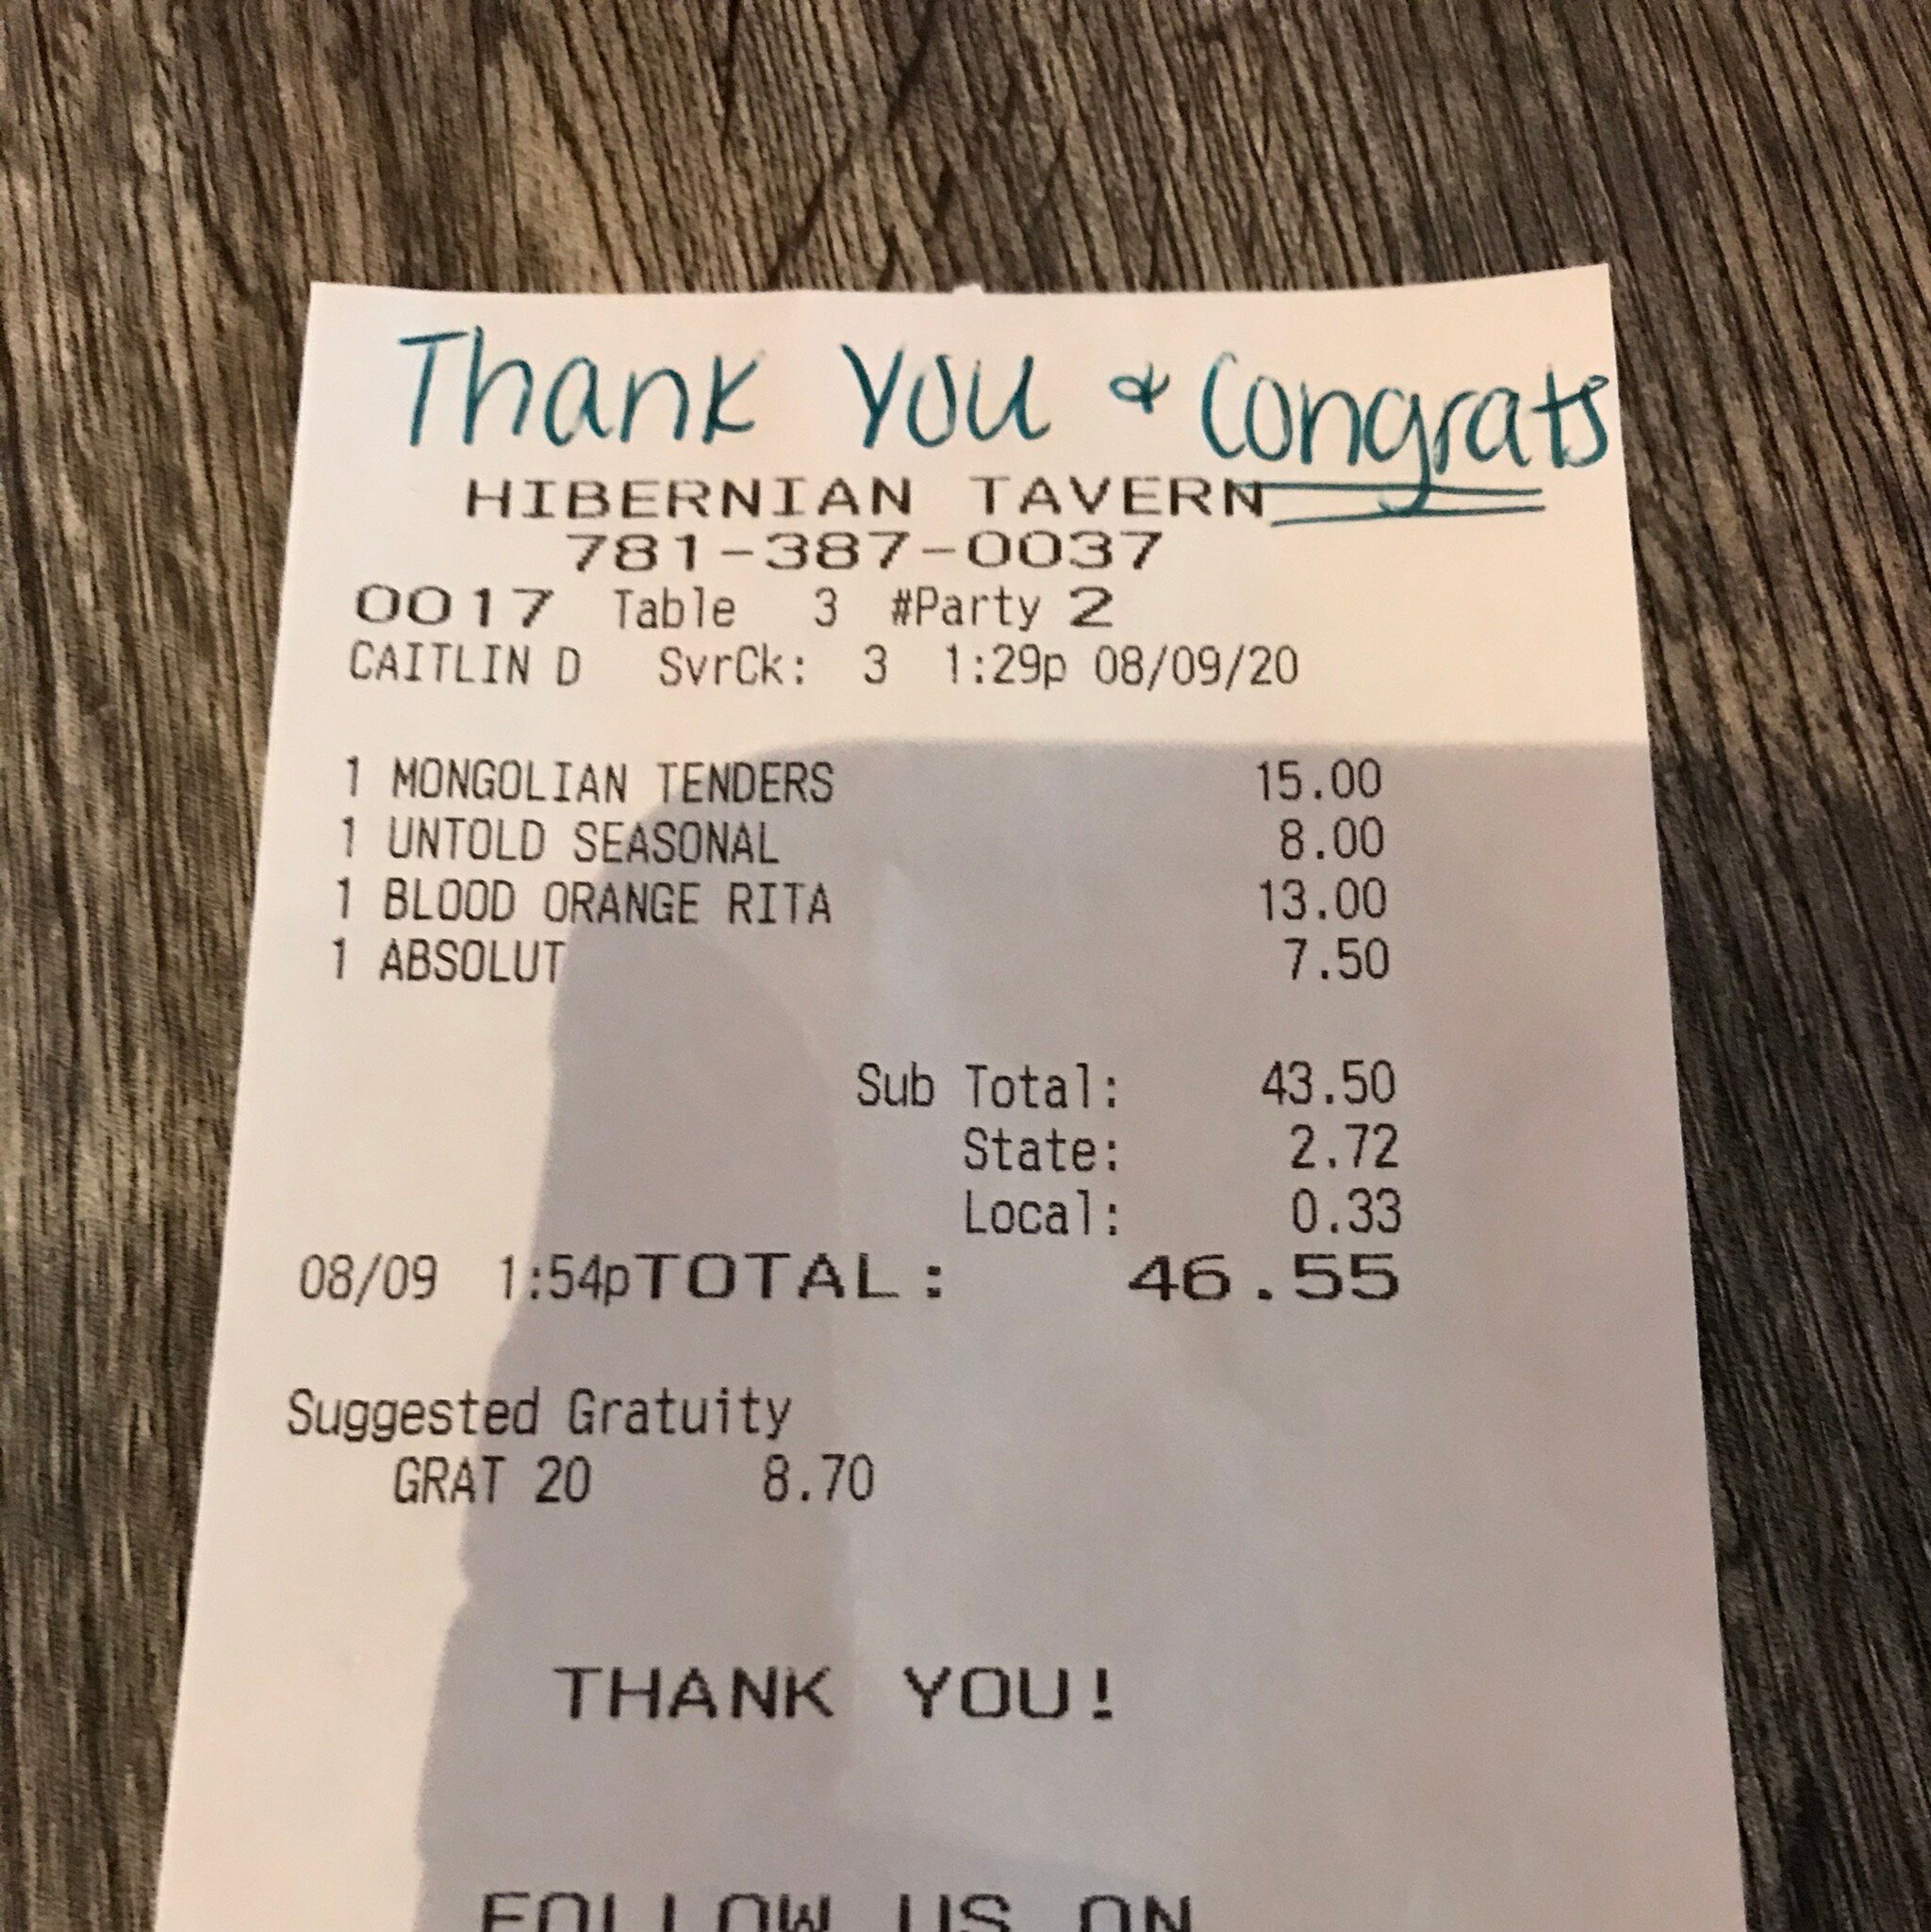 Thank you & Congrats
HIBERNIAN TAVERN
781-387-0037
0017 Table 3 #Party 2
CAITLIN D SvrCk: 3 1:29p 08/09/20
1 MONGOLIAN TENDERS 15.00
1 UNTOLD SEASONAL 8.00
1 BLOOD ORANGE RITA 13.00
1 ABSOLUT 7.50
Sub Total: 43.50
State: 2.72
Local: 0.33
08/09 1:54p TOTAL: 46.55
Suggested Gratuity
GRAT 20 8.70
THANK YOU!
FOLLOW US ON